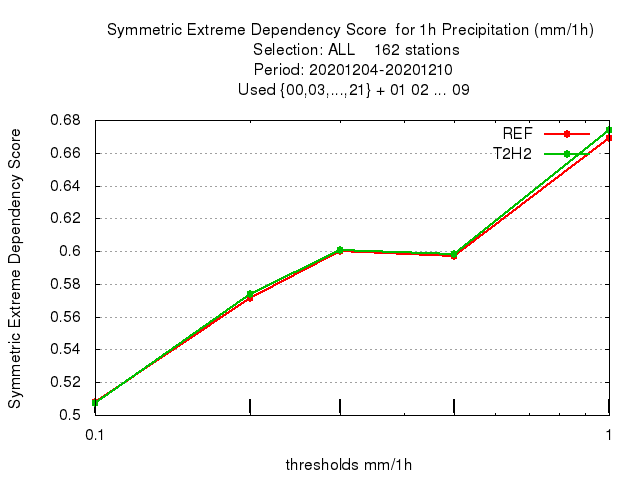 Symmetric Extreme Dependency Score  for 1h Precipitation (mm/1h)
Selection: ALL    162 stations
Period: 20201204-20201210
Used {00,03,...,21} + 01 02 ... 09
Symmetric Extreme Dependency Score
0.68
0.66
0.64
0.62
0.6
0.58
0.56
0.54
0.52
0.5
REF
T2H2
0.1
1
thresholds mm/1h